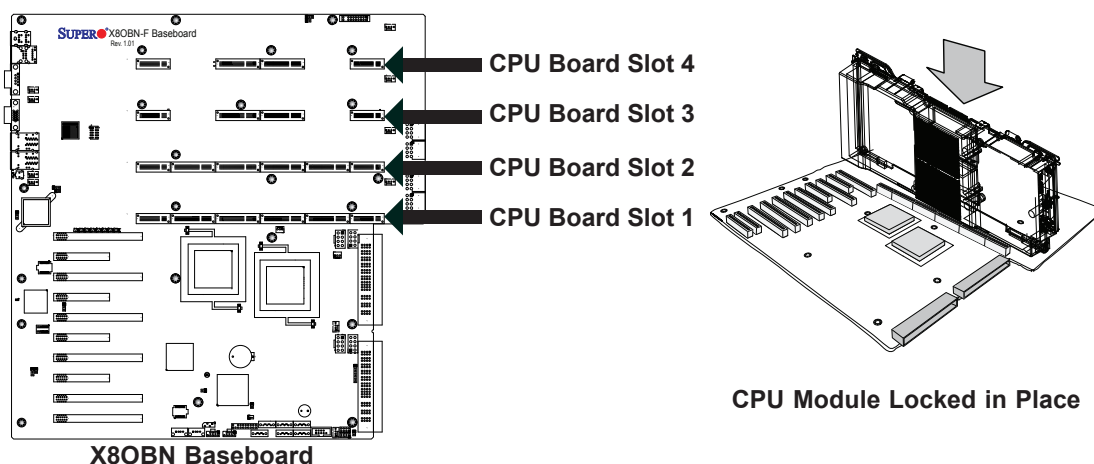 SUPER X8OBN-F Baseboard
Rev. 1.01
CPU Board Slot 4
CPU Board Slot 3
CPU Board Slot 2
CPU Board Slot 1
X8OBN Baseboard
CPU Module Locked in Place